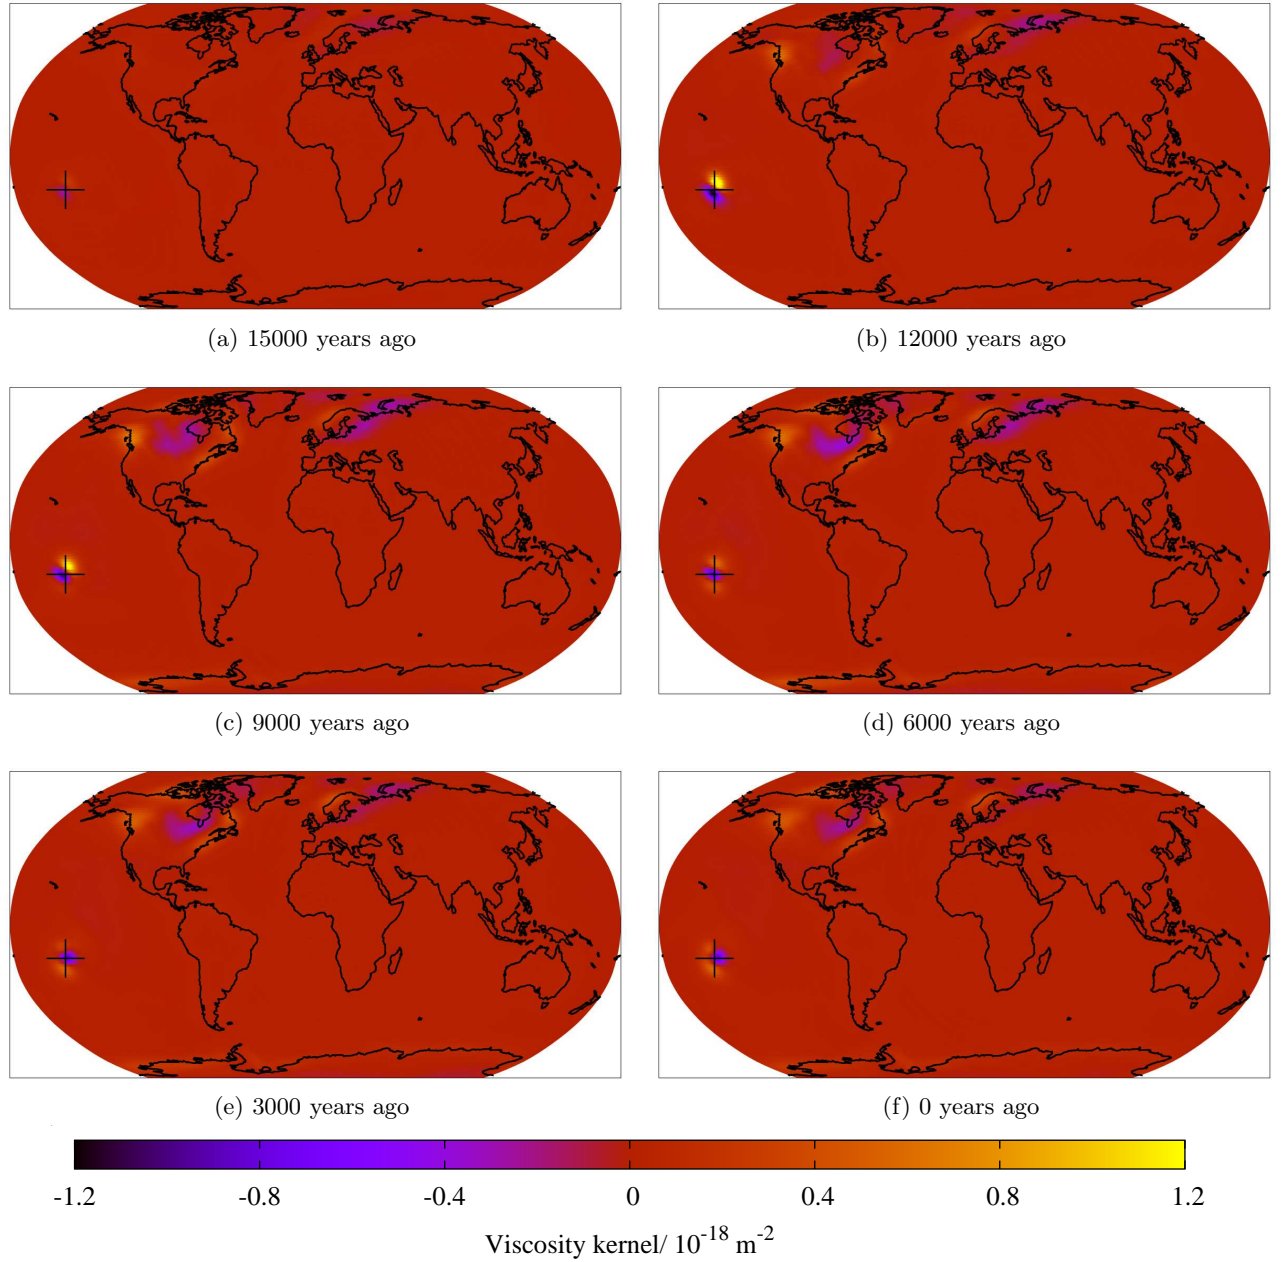 (a) 15000 years ago
(b) 12000 years ago
(c) 9000 years ago
(d) 6000 years ago
(e) 3000 years ago
(f) 0 years ago
-1.2 -0.8 -0.4 0 0.4 0.8 1.2
Viscosity kernel/ 10^-18 m^-2